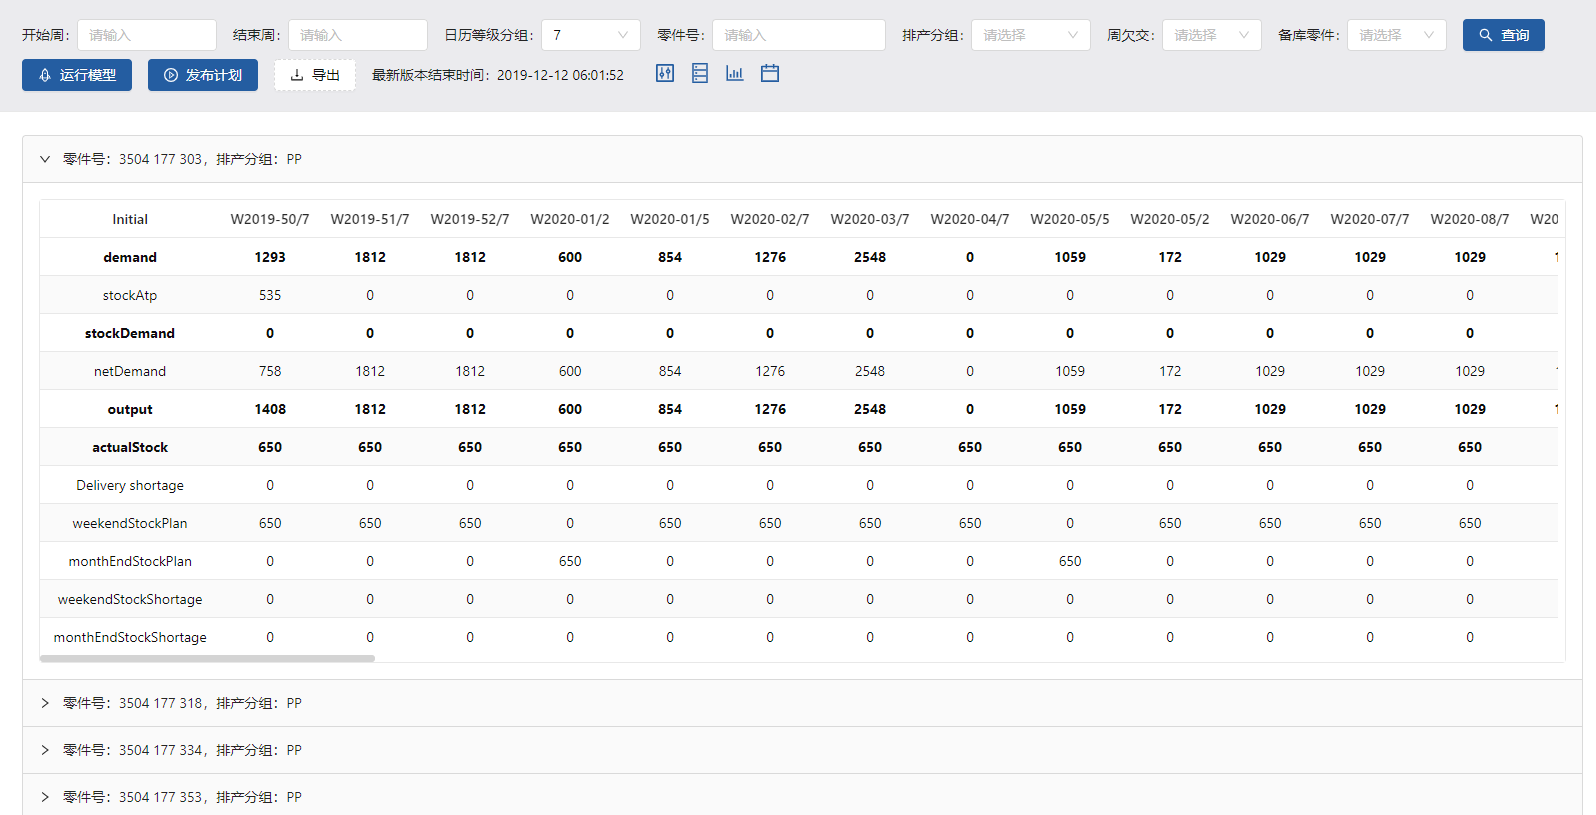 开始周: 请输入 结束周: 请输入 日历等级分组: 7 零件号: 请输入 排产分组: 请选择 周欠交: 请选择 备库零件: 请选择 查询
运行模型 发布计划 导出 最新版本结束时间: 2019-12-12 06:01:52
零件号: 3504 177 303, 排产分组: PP
Initial W2019-50/7 W2019-51/7 W2019-52/7 W2020-01/2 W2020-01/5 W2020-02/7 W2020-03/7 W2020-04/7 W2020-05/5 W2020-05/2 W2020-06/7 W2020-07/7 W2020-08/7 W20
demand 1293 1812 1812 600 854 1276 2548 0 1059 172 1029 1029 1029
stockAtp 535 0 0 0 0 0 0 0 0 0 0 0 0
stockDemand 0 0 0 0 0 0 0 0 0 0 0 0 0
netDemand 758 1812 1812 600 854 1276 2548 0 1059 172 1029 1029 1029
output 1408 1812 1812 600 854 1276 2548 0 1059 172 1029 1029 1029
actualStock 650 650 650 650 650 650 650 650 650 650 650 650 650
Delivery shortage 0 0 0 0 0 0 0 0 0 0 0 0 0
weekendStockPlan 650 650 650 0 650 650 650 650 0 650 650 650 650
monthEndStockPlan 0 0 0 650 0 0 0 0 650 0 0 0 0
weekendStockShortage 0 0 0 0 0 0 0 0 0 0 0 0 0
monthEndStockShortage 0 0 0 0 0 0 0 0 0 0 0 0 0
零件号: 3504 177 318, 排产分组: PP
零件号: 3504 177 334, 排产分组: PP
零件号: 3504 177 353, 排产分组: PP